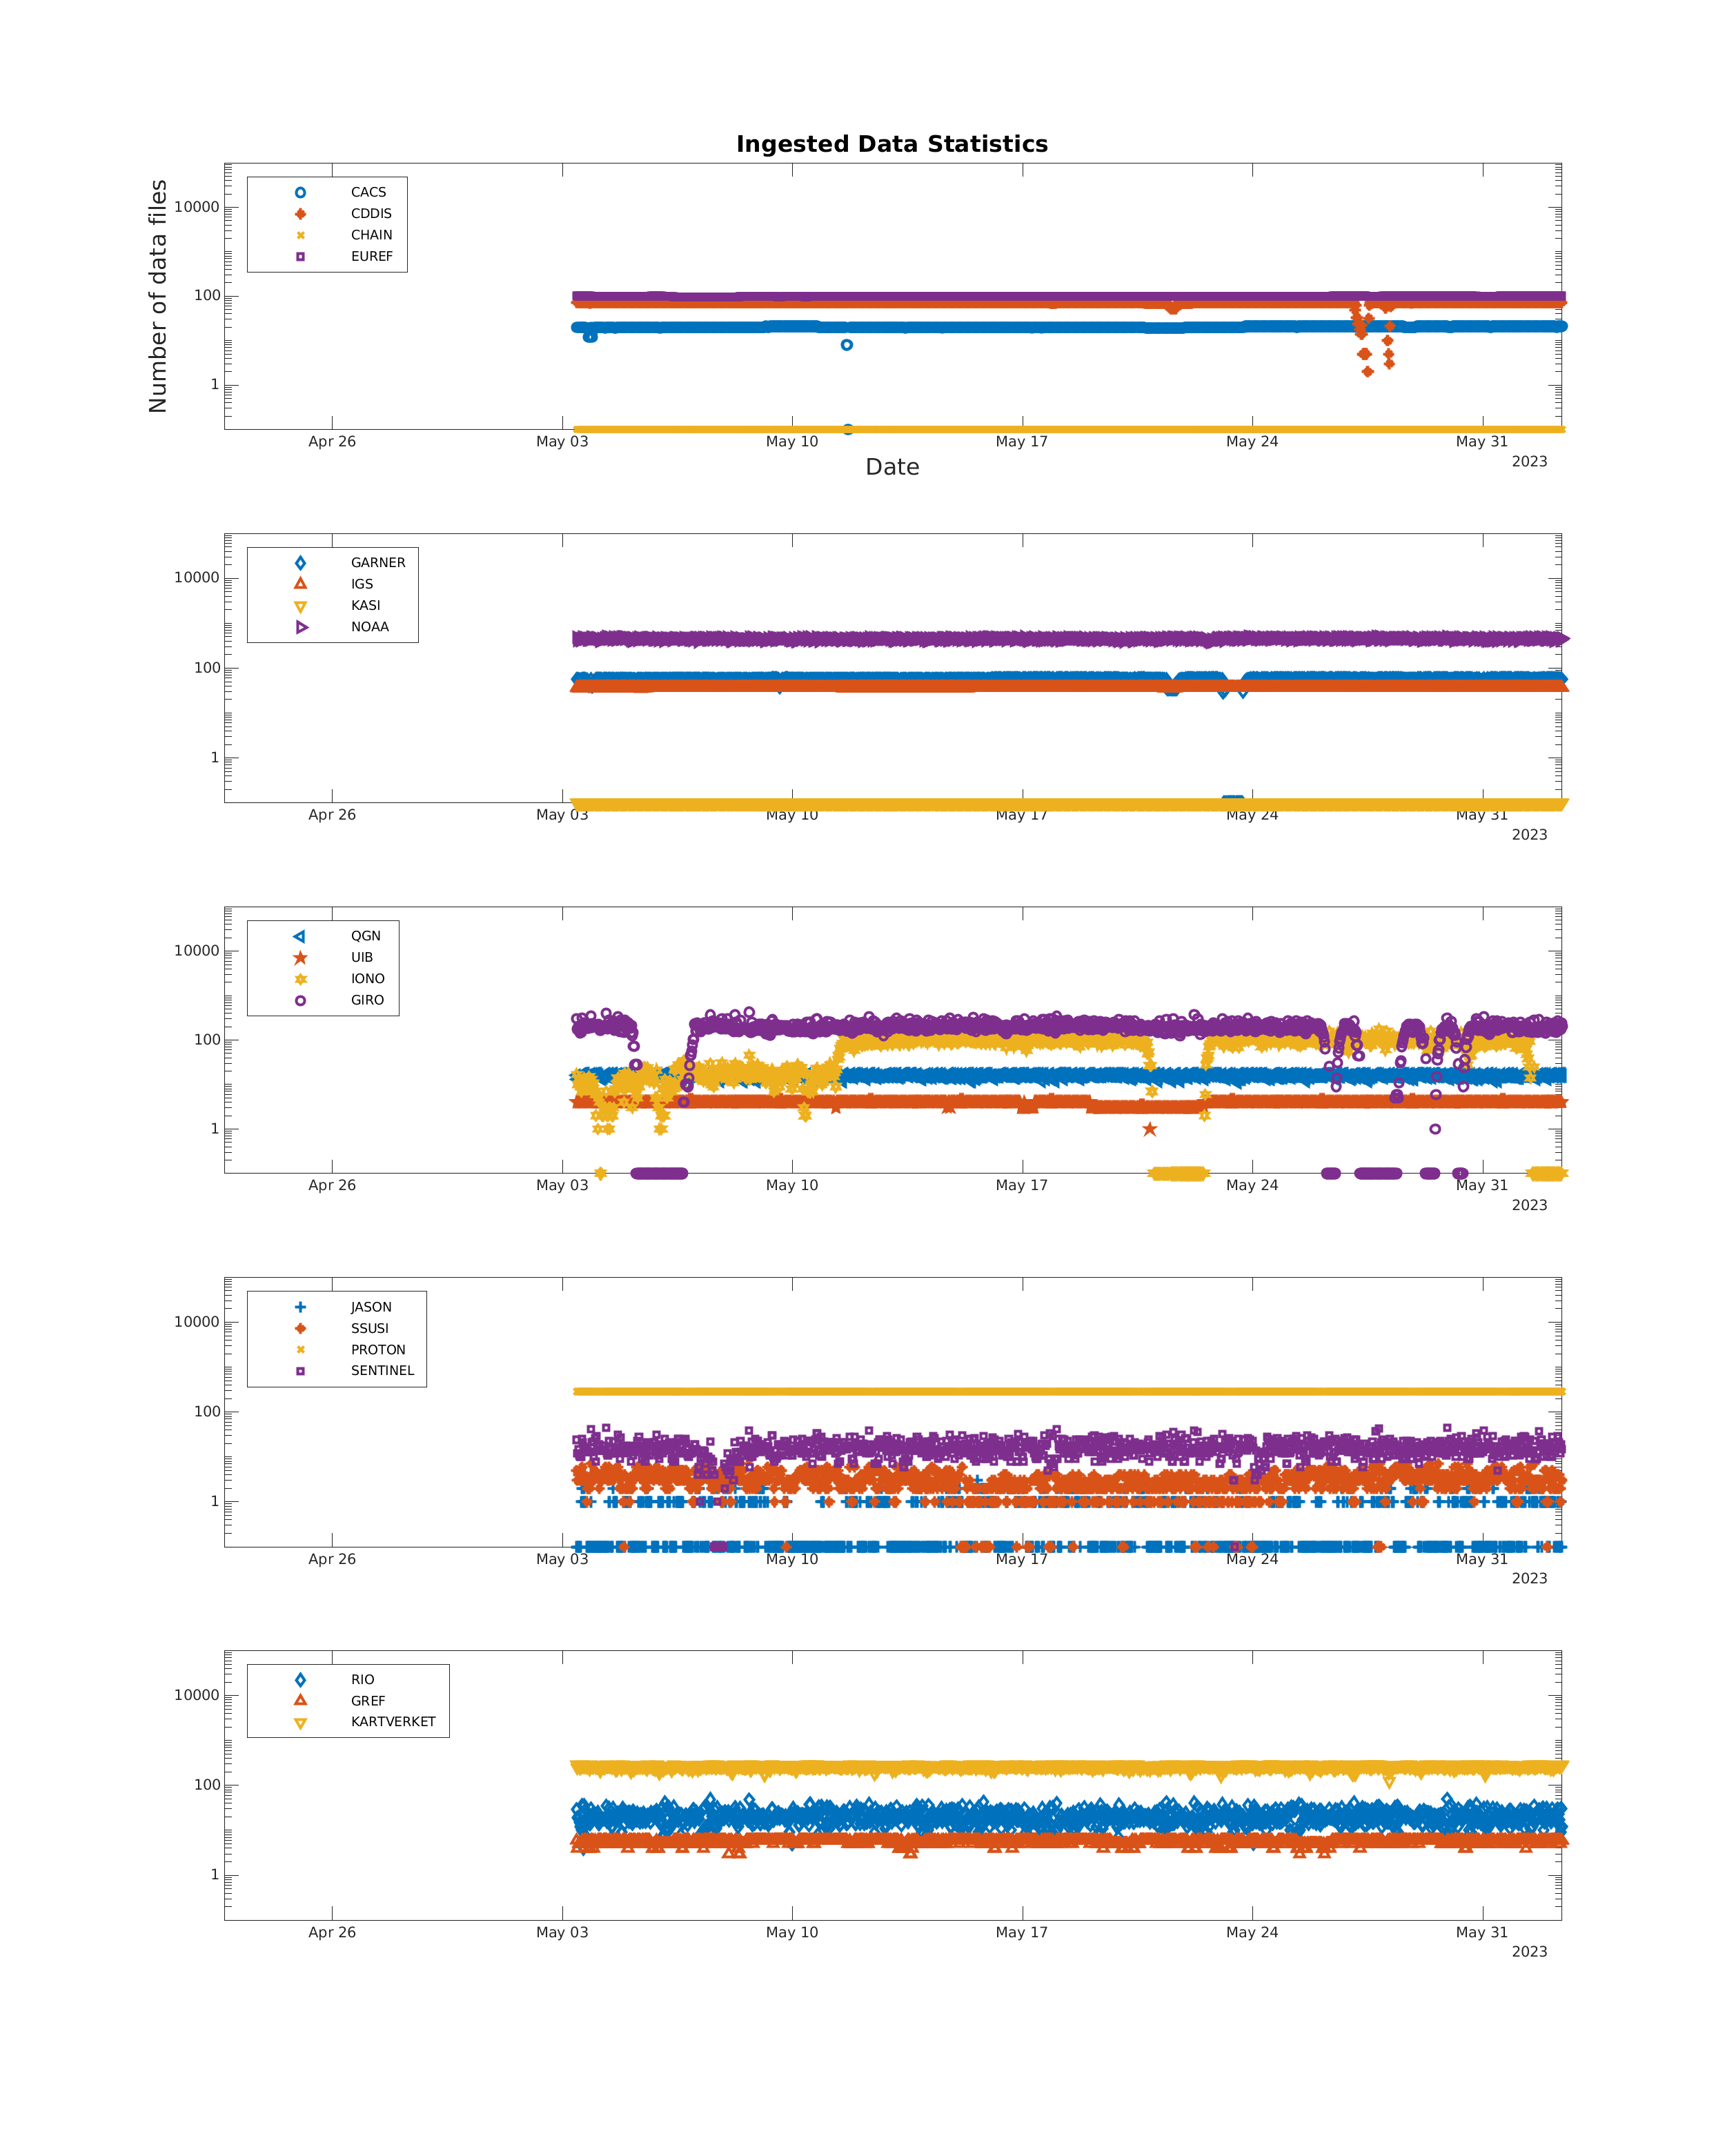 Ingested Data Statistics
Number of data files
10000
100
1
CACS
CDDIS
CHAIN
EUREF
Apr 26
May 03
May 10
May 17
May 24
May 31
2023
Date
10000
100
1
GARNER
IGS
KASI
NOAA
Apr 26
May 03
May 10
May 17
May 24
May 31
2023
10000
100
1
QGN
UIB
IONO
GIRO
Apr 26
May 03
May 10
May 17
May 24
May 31
2023
10000
100
1
JASON
SSUSI
PROTON
SENTINEL
Apr 26
May 03
May 10
May 17
May 24
May 31
2023
10000
100
1
RIO
GREF
KARTVERKET
Apr 26
May 03
May 10
May 17
May 24
May 31
2023